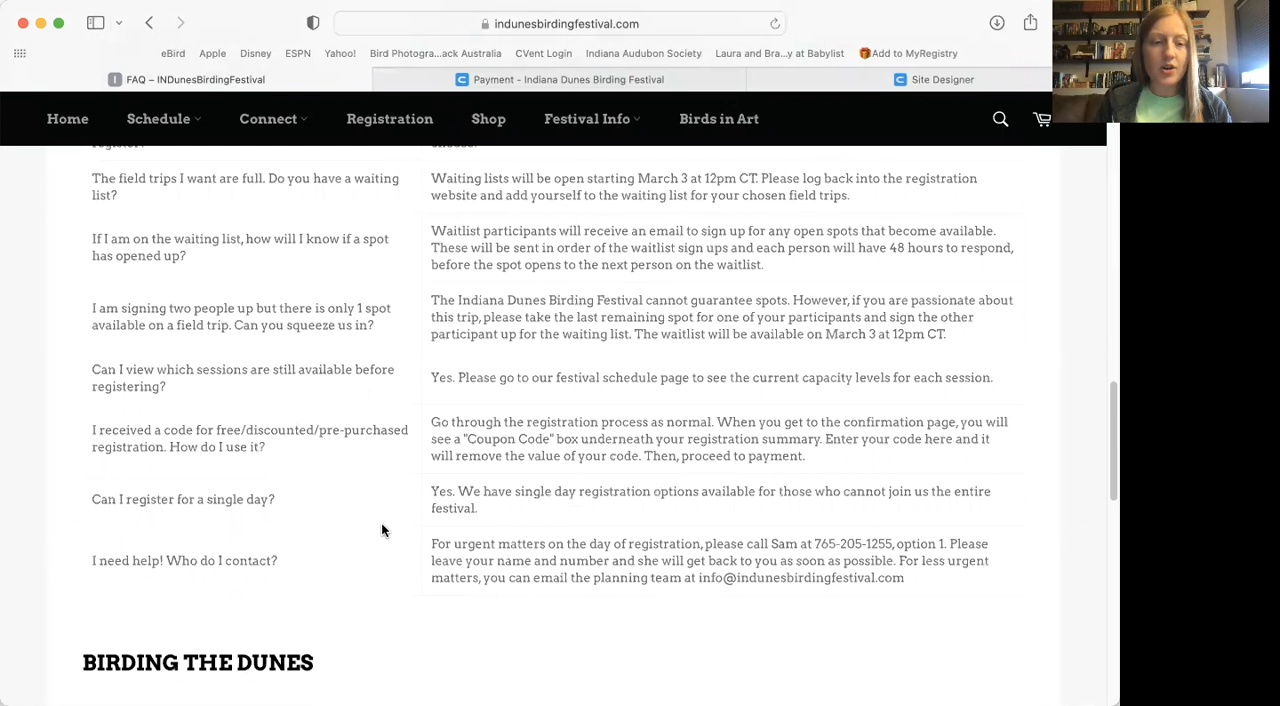 indunesbirdingfestival.com
eBird Apple Disney ESPN Yahoo! Bird Photogra...ack Australia CVent Login Indiana Audubon Society Laura and Bra...y at Babylist Add to MyRegistry
FAQ – INDunesBirdingFestival Payment - Indiana Dunes Birding Festival Site Designer
Home Schedule Connect Registration Shop Festival Info Birds in Art
The field trips I want are full. Do you have a waiting
list?
Waiting lists will be open starting March 3 at 12pm CT. Please log back into the registration
website and add yourself to the waiting list for your chosen field trips.
If I am on the waiting list, how will I know if a spot
has opened up?
Waitlist participants will receive an email to sign up for any open spots that become available.
These will be sent in order of the waitlist sign ups and each person will have 48 hours to respond,
before the spot opens to the next person on the waitlist.
I am signing two people up but there is only 1 spot
available on a field trip. Can you squeeze us in?
The Indiana Dunes Birding Festival cannot guarantee spots. However, if you are passionate about
this trip, please take the last remaining spot for one of your participants and sign the other
participant up for the waiting list. The waitlist will be available on March 3 at 12pm CT.
Can I view which sessions are still available before
registering?
Yes. Please go to our festival schedule page to see the current capacity levels for each session.
I received a code for free/discounted/pre-purchased
registration. How do I use it?
Go through the registration process as normal. When you get to the confirmation page, you will
see a "Coupon Code" box underneath your registration summary. Enter your code here and it
will remove the value of your code. Then, proceed to payment.
Can I register for a single day?
Yes. We have single day registration options available for those who cannot join us the entire
festival.
I need help! Who do I contact?
For urgent matters on the day of registration, please call Sam at 765-205-1255, option 1. Please
leave your name and number and she will get back to you as soon as possible. For less urgent
matters, you can email the planning team at info@indunesbirdingfestival.com
BIRDING THE DUNES